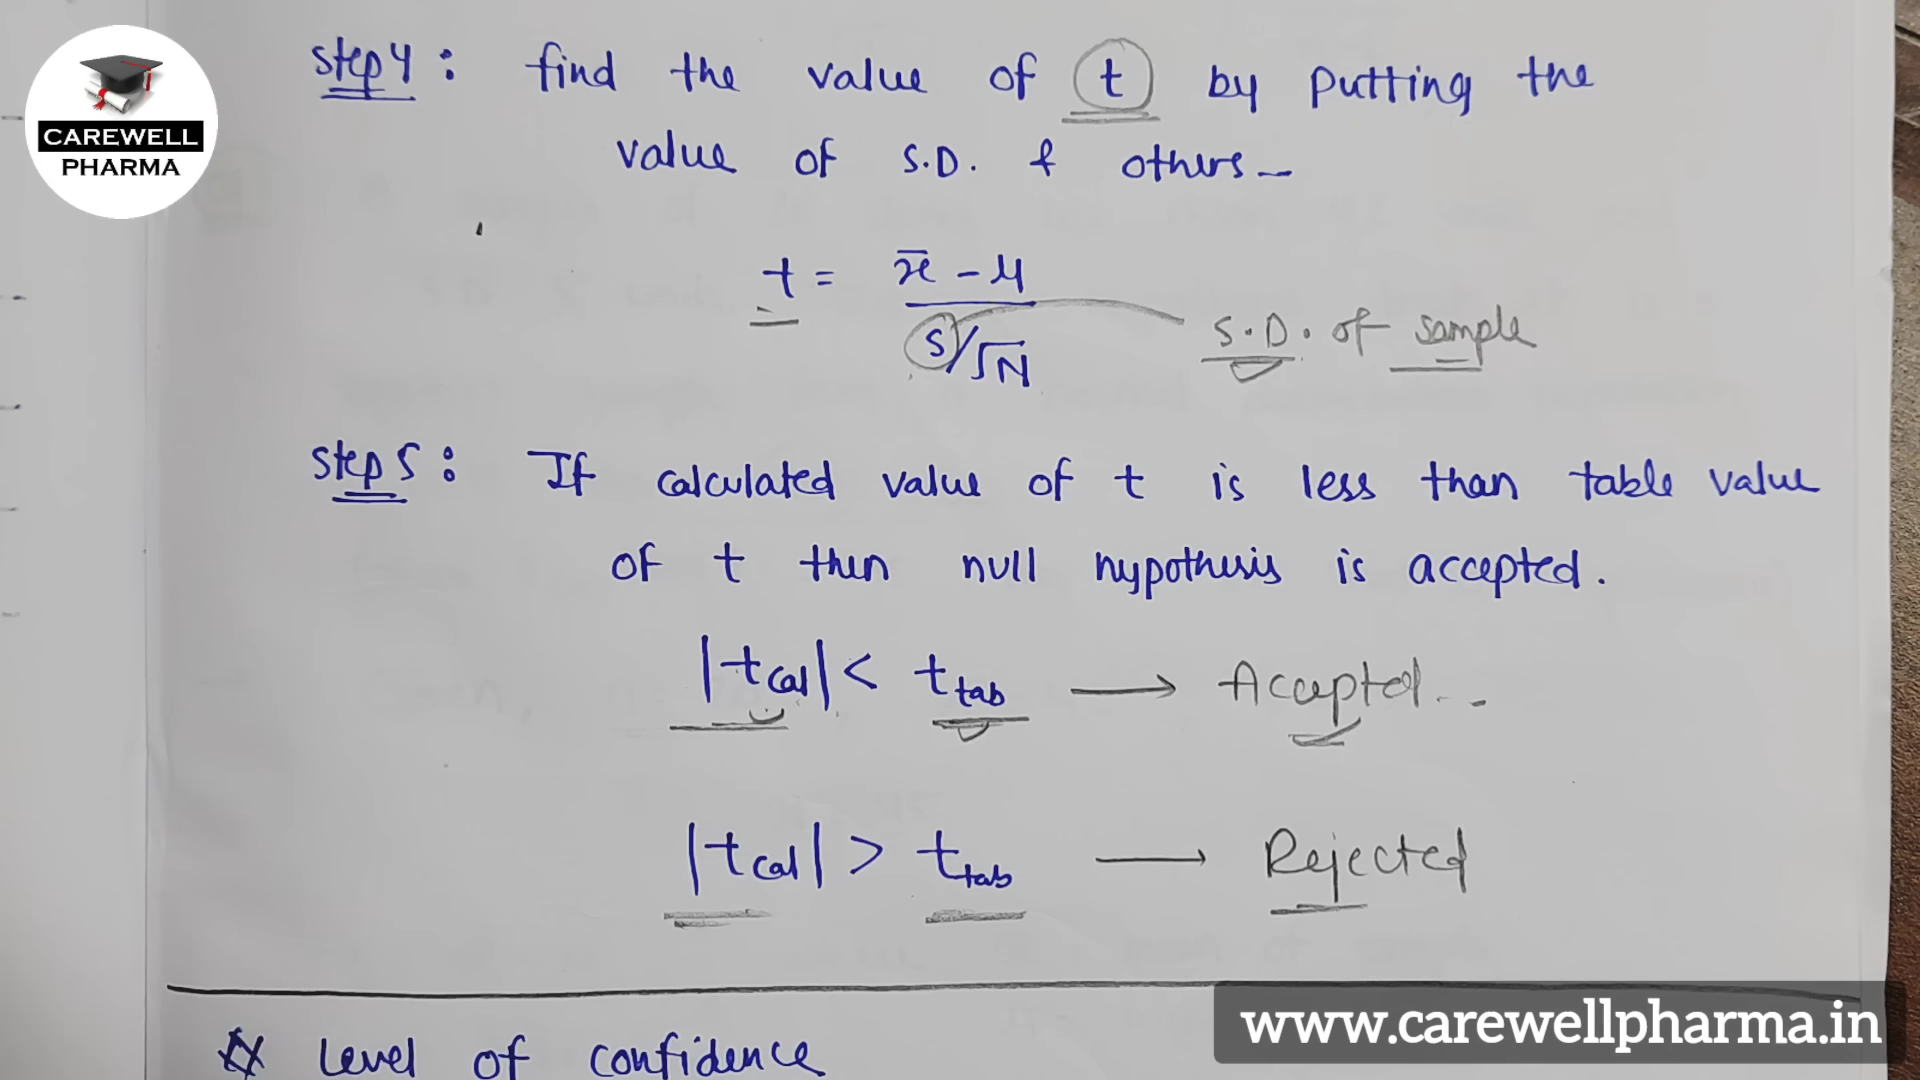 CAREWELL
PHARMA
Step 4 : find the value of t by putting the
value of S.D. & others –
t = x̄ - μ
S/√N
S.D. of sample
Step 5 : If calculated value of t is less than table value
of t then null hypothesis is accepted.
|tcal| < ttab → Accepted..
|tcal| > ttab → Rejected
www.carewellpharma.in
☆ Level of confidence